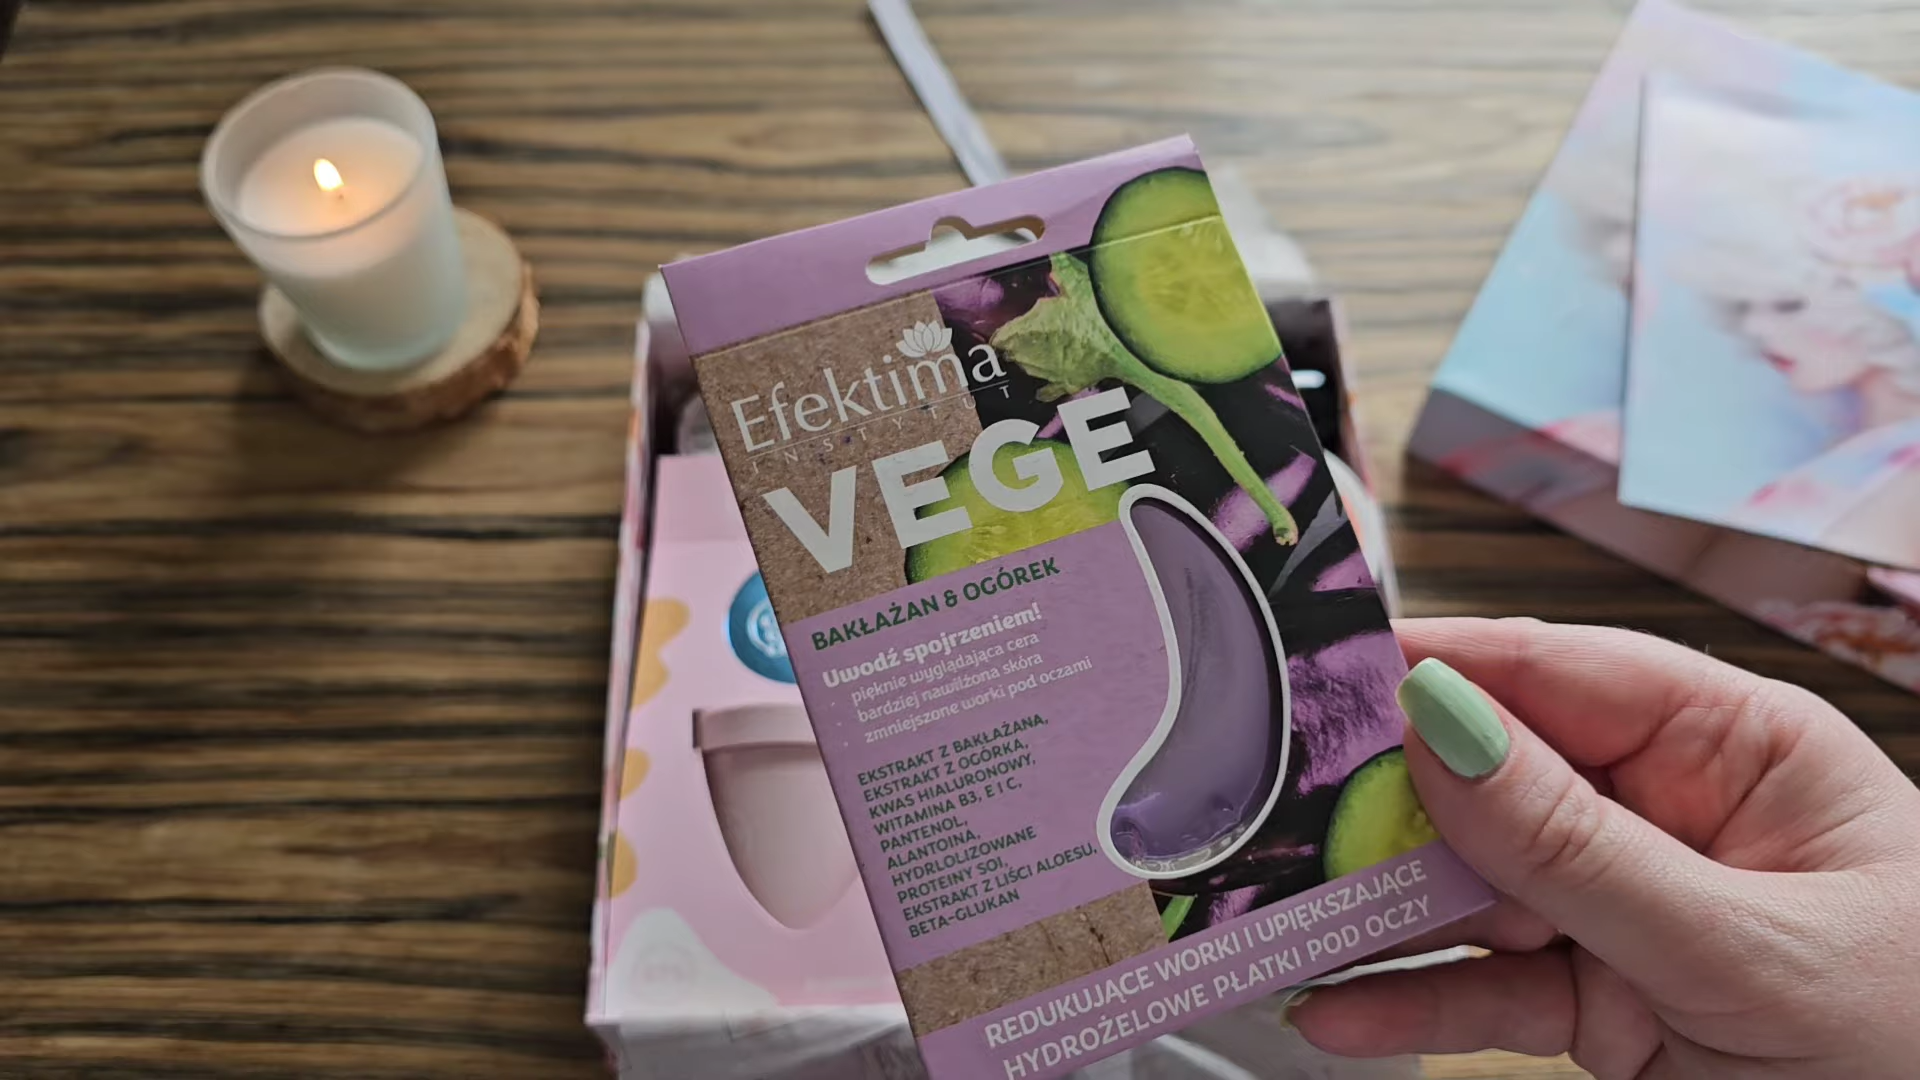 Efektima
INSTYTUT
VEGE
BAKŁAŻAN & OGÓREK
Uwodź spojrzeniem!
· pięknie wyglądająca cera
· bardziej nawilżona skóra
· zmniejszone worki pod oczami
EKSTRAKT Z BAKŁAŻANA,
EKSTRAKT Z OGÓRKA,
KWAS HIALURONOWY,
WITAMINA B3, E I C,
PANTENOL,
ALANTOINA,
HYDRLOLIZOWANE
PROTEINY SOI,
EKSTRAKT Z LIŚCI ALOESU,
BETA-GLUKAN
REDUKUJĄCE WORKI I UPIĘKSZAJĄCE
HYDROŻELOWE PŁATKI POD OCZY